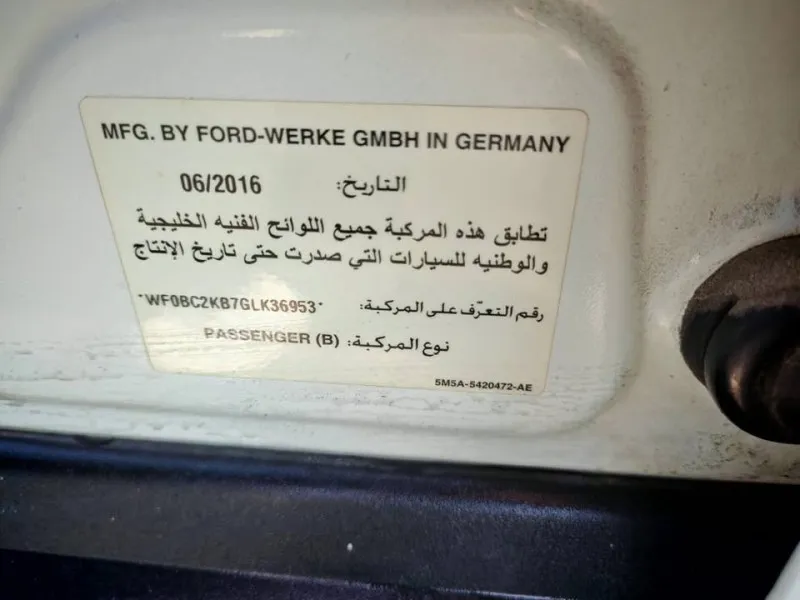 MFG. BY FORD-WERKE GMBH IN GERMANY
التاريخ: 06/2016
تطابق هذه المركبة جميع اللوائح الفنيه الخليجية
والوطنيه للسيارات التي صدرت حتى تاريخ الإنتاج
رقم التعرّف على المركبة: *WF0BC2KB7GLK36953*
نوع المركبة: PASSENGER (B)
5M5A-5420472-AE